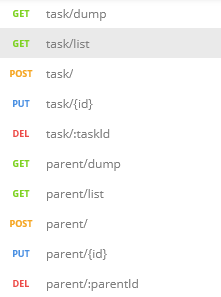 GET task/dump
GET task/list
POST task/
PUT task/{id}
DEL task/:taskId
GET parent/dump
GET parent/list
POST parent/
PUT parent/{id}
DEL parent/:parentId